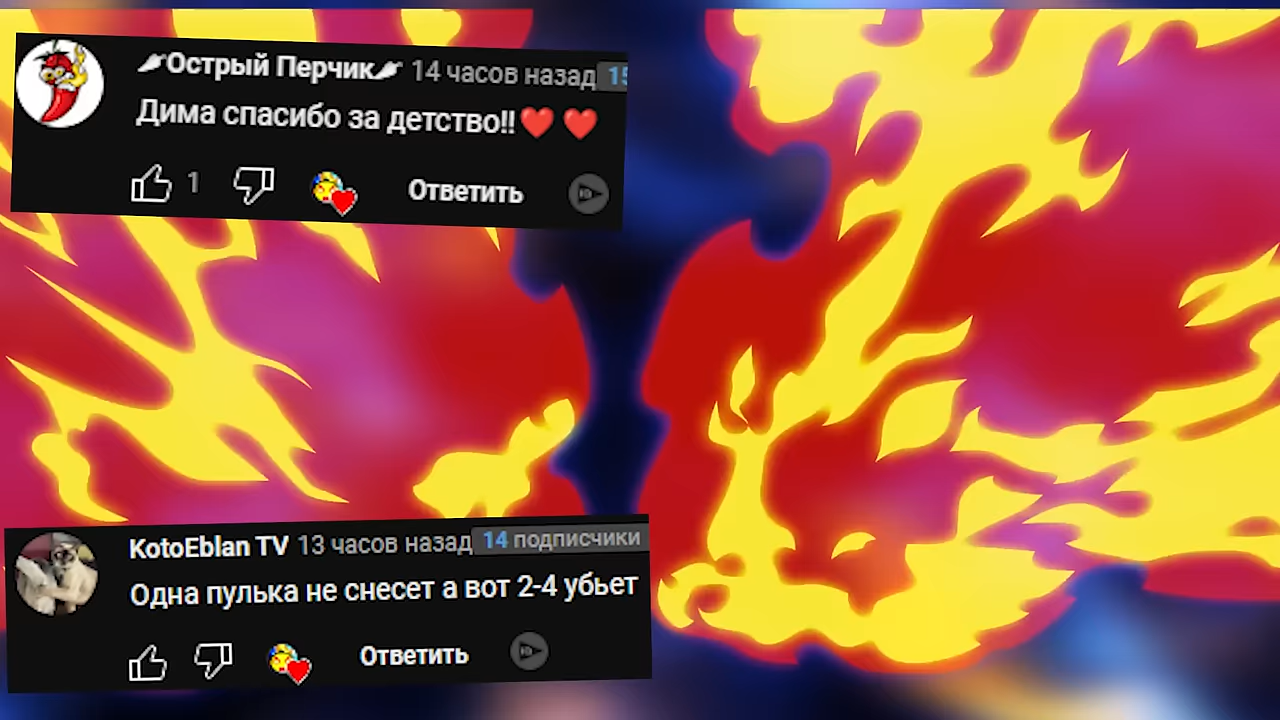 Острый Перчик 14 часов назад 15
Дима спасибо за детство!!
1 Ответить
KotoEblan TV 13 часов назад 14 подписчики
Одна пулька не снесет а вот 2-4 убьет
Ответить